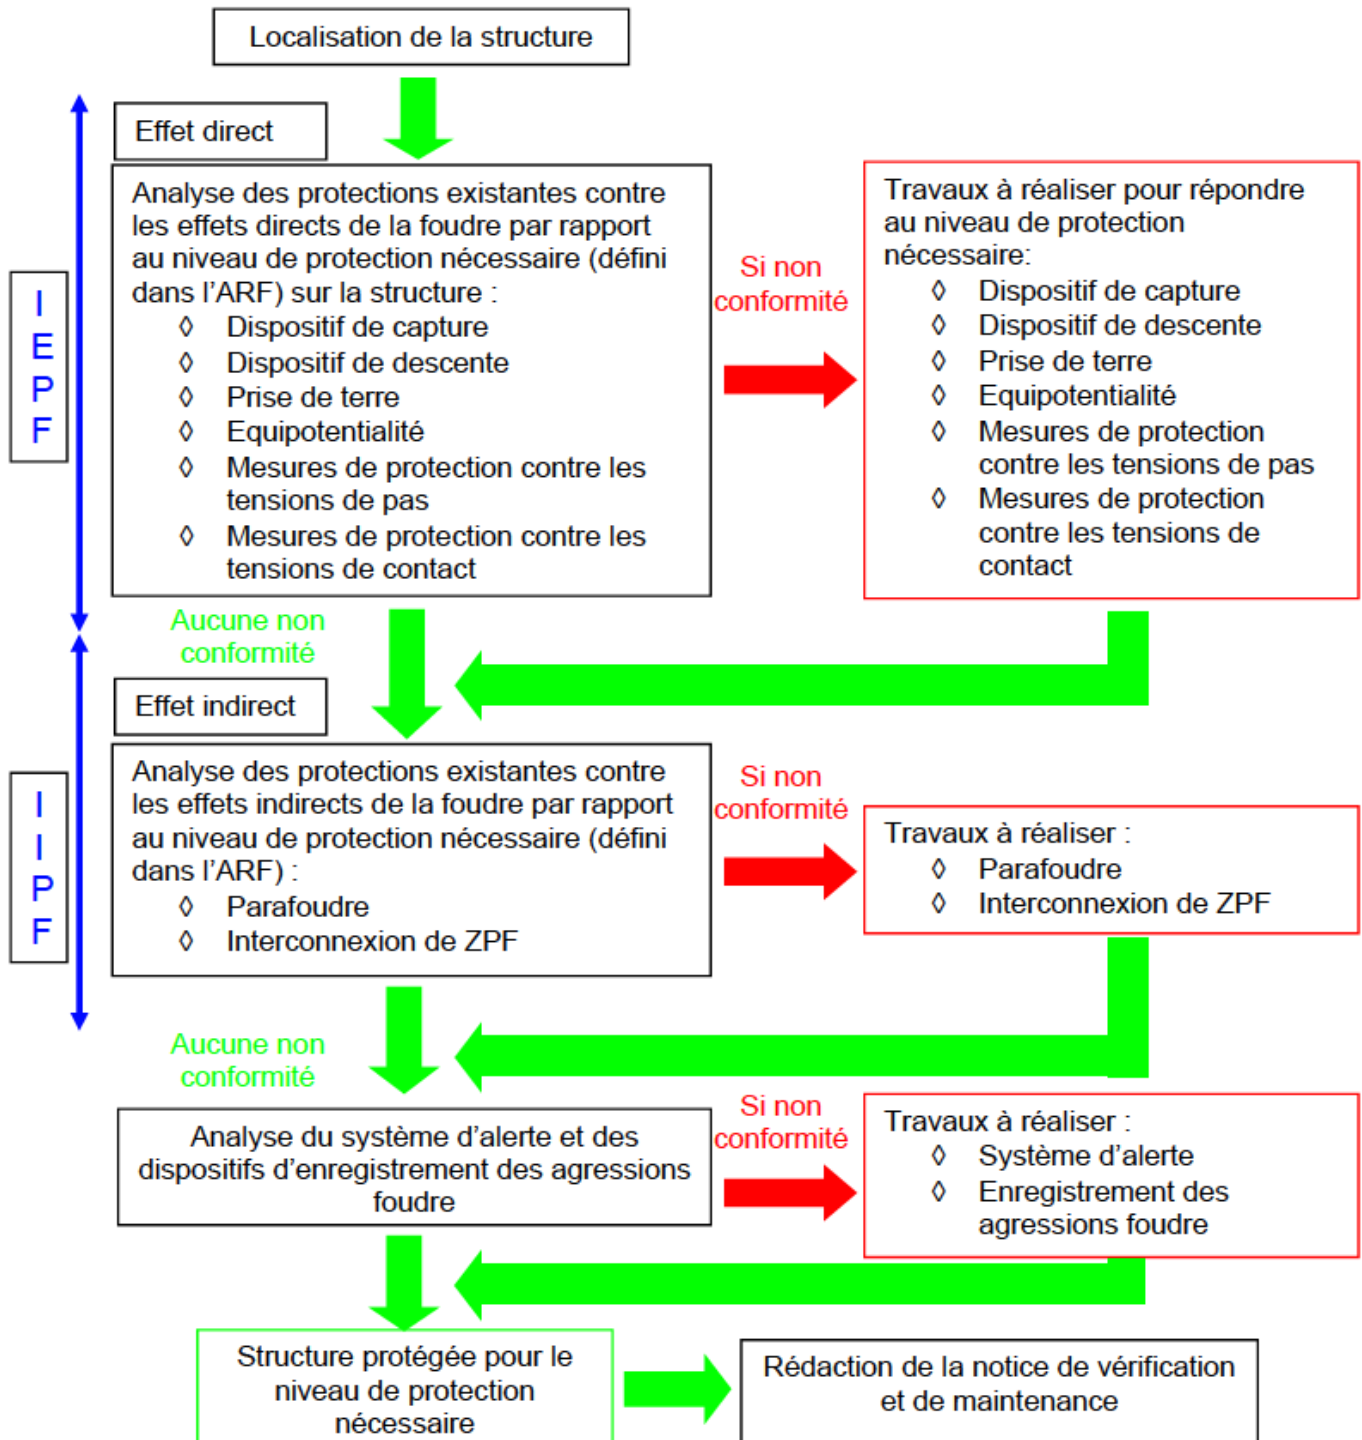 Localisation de la structure
Effet direct
I
E
P
F
Analyse des protections existantes contre
les effets directs de la foudre par rapport
au niveau de protection nécessaire (défini
dans l'ARF) sur la structure :
◊ Dispositif de capture
◊ Dispositif de descente
◊ Prise de terre
◊ Equipotentialité
◊ Mesures de protection contre les
tensions de pas
◊ Mesures de protection contre les
tensions de contact
Si non
conformité
Travaux à réaliser pour répondre
au niveau de protection
nécessaire:
◊ Dispositif de capture
◊ Dispositif de descente
◊ Prise de terre
◊ Equipotentialité
◊ Mesures de protection
contre les tensions de pas
◊ Mesures de protection
contre les tensions de
contact
Aucune non
conformité
Effet indirect
I
I
P
F
Analyse des protections existantes contre
les effets indirects de la foudre par rapport
au niveau de protection nécessaire (défini
dans l'ARF) :
◊ Parafoudre
◊ Interconnexion de ZPF
Si non
conformité
Travaux à réaliser :
◊ Parafoudre
◊ Interconnexion de ZPF
Aucune non
conformité
Analyse du système d'alerte et des
dispositifs d'enregistrement des agressions
foudre
Si non
conformité
Travaux à réaliser :
◊ Système d'alerte
◊ Enregistrement des
agressions foudre
Structure protégée pour le
niveau de protection
nécessaire
Rédaction de la notice de vérification
et de maintenance